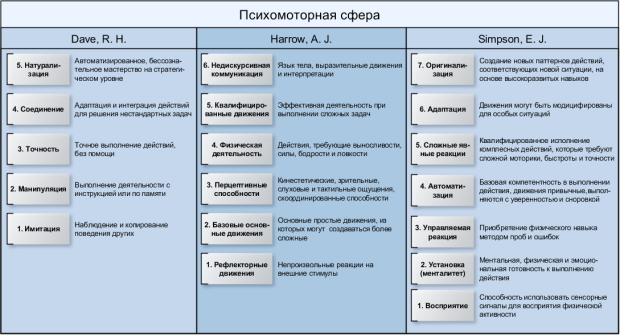 Психомоторная сфера
Dave, R. H.
5. Натурали-
зация
Автоматизированное, бессозна-
тельное мастерство на стратеги-
ческом уровне
4. Соединение
Адаптация и интеграция действий
для решения нестандартных задач
3. Точность
Точное выполнение действий,
без помощи
2. Манипуляция
Выполнение деятельности с
инструкцией или по памяти
1. Имитация
Наблюдение и копирование
поведения других
Harrow, A. J.
6. Недискурсивная
коммуникация
Язык тела, выразительные движения
и интерпретации
5. Квалифициро-
ванные движения
Эффективная деятельность при
выполнении сложных задач
4. Физическая
деятельность
Действия, требующие выносливости,
силы, бодрости и ловкости
3. Перцептивные
способности
Кинестетические, зрительные,
слуховые и тактильные ощущения,
скоординированные способности
2. Базовые основ-
ные движения
Основные простые движения, из
которых могут создаваться более
сложные
1. Рефлекторные
движения
Непроизвольные реакции на
внешние стимулы
Simpson, E. J.
7. Оригинали-
зация
Создание новых паттернов действий,
соответствующих новой ситуации, на
основе высокоразвитых навыков
6. Адаптация
Движения могут быть модицифированы
для особых ситуаций
5. Сложные яв-
ные реакции
Квалифицированное исполнение
комплексных действий, которые требуют
сложной моторики, быстроты и точности
4. Автомати-
зация
Базовая компетентность в выполнении
действия, движения привычные,выпол-
няются с уверенностью и сноровкой
3. Управляемая
реакция
Приобретение физического навыка
методом проб и ошибок
2. Установка
(менталитет)
Ментальная, физическая и эмоцио-
нальная готовность к выполнению
действия
1. Восприятие
Способность использовать сенсорные
сигналы для восприятия физической
активности